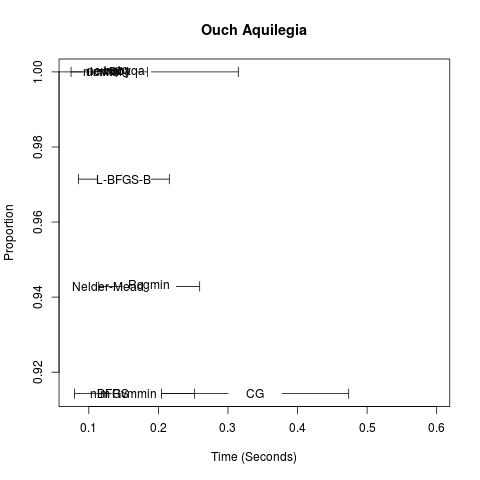 Ouch Aquilegia
Proportion
1.00
0.98
L-BFGS-B
0.96
0.94
Nelder-Mead
Rcgmin
0.92
BFGS
CG
0.1 0.2 0.3 0.4 0.5 0.6
Time (Seconds)